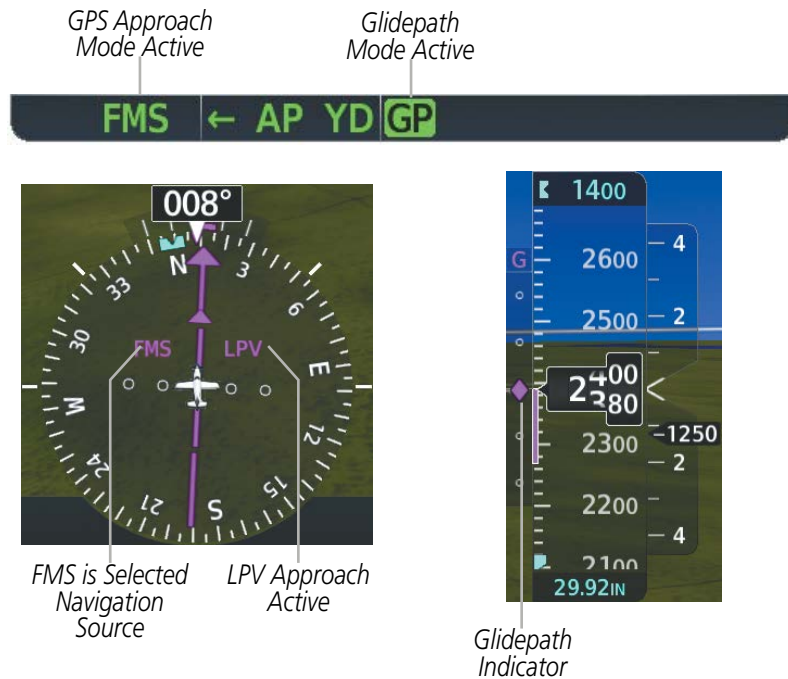 GPS Approach
Mode Active
Glidepath
Mode Active
FMS ← AP YD GP
008°
N
3
6
E
12
15
S
21
24
W
30
33
FMS LPV
FMS is Selected
Navigation
Source
LPV Approach
Active
1400
G
2600
2500
2400
2380
2300
2200
2100
4
2
-1250
2
4
29.92IN
Glidepath
Indicator